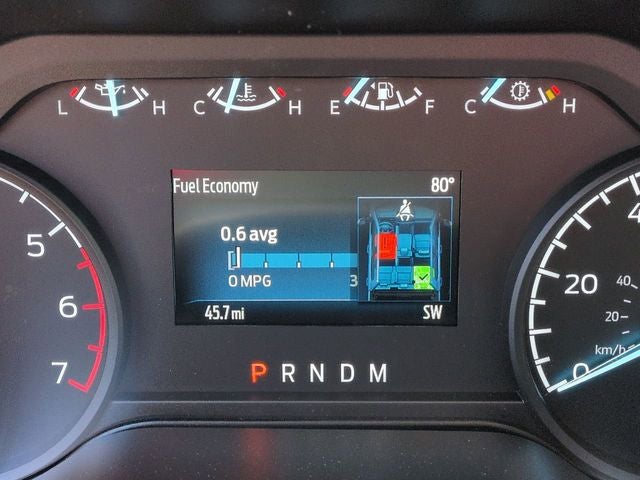 L H C H E F C H
Fuel Economy 80°
0.6 avg
0 MPG 3
45.7 mi SW
P R N D M
5
6
7
20
0
40
20
km/h